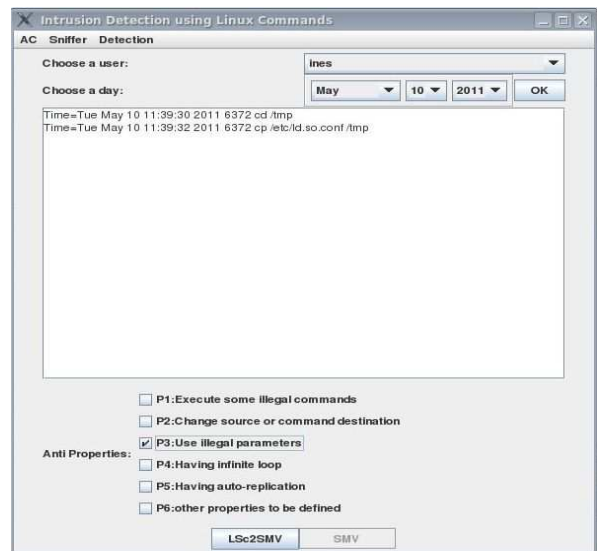 Intrusion Detection using Linux Commands
AC Sniffer Detection
Choose a user: ines
Choose a day: May 10 2011 OK
Time=Tue May 10 11:39:30 2011 6372 cd /tmp
Time=Tue May 10 11:39:32 2011 6372 cp /etc/ld.so.conf /tmp
P1:Execute some illegal commands
P2:Change source or command destination
P3:Use illegal parameters
Anti Properties:
P4:Having infinite loop
P5:Having auto-replication
P6:other properties to be defined
LSc2SMV SMV